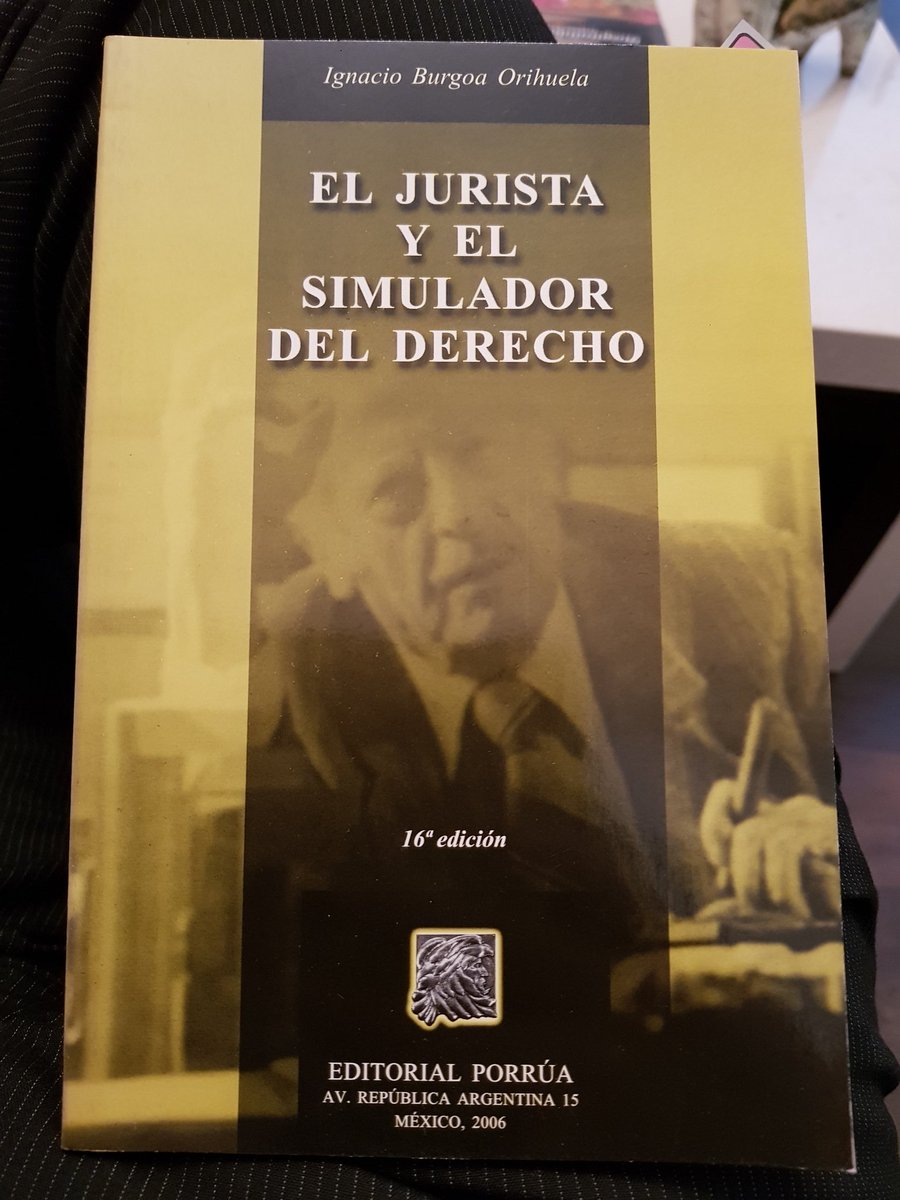 Ignacio Burgoa Orihuela
EL JURISTA
Y EL
SIMULADOR
DEL DERECHO
16ª edición
EDITORIAL PORRÚA
AV. REPÚBLICA ARGENTINA 15
MÉXICO, 2006